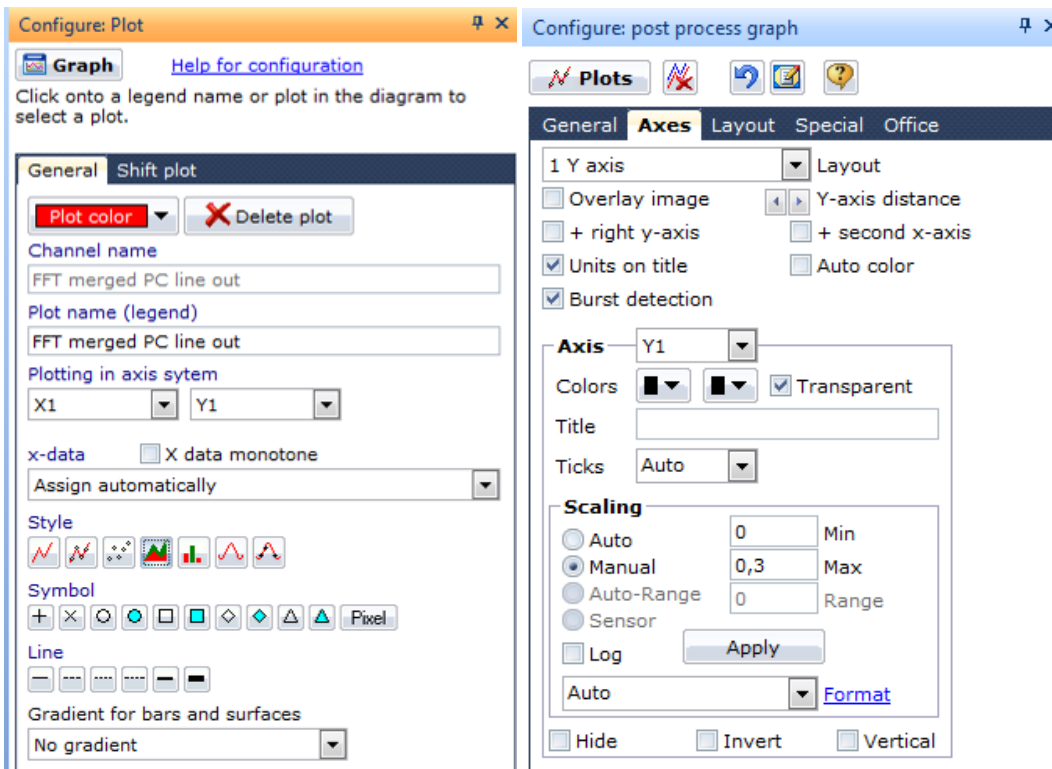 Configure: Plot
Graph Help for configuration
Click onto a legend name or plot in the diagram to
select a plot.
General Shift plot
Plot color Delete plot
Channel name
FFT merged PC line out
Plot name (legend)
FFT merged PC line out
Plotting in axis sytem
X1 Y1
x-data X data monotone
Assign automatically
Style
Symbol
Pixel
Line
Gradient for bars and surfaces
No gradient
Configure: post process graph
Plots
General Axes Layout Special Office
1 Y axis Layout
Overlay image Y-axis distance
+ right y-axis + second x-axis
Units on title Auto color
Burst detection
Axis Y1
Colors Transparent
Title
Ticks Auto
Scaling
Auto 0 Min
Manual 0,3 Max
Auto-Range 0 Range
Sensor
Log Apply
Auto Format
Hide Invert Vertical